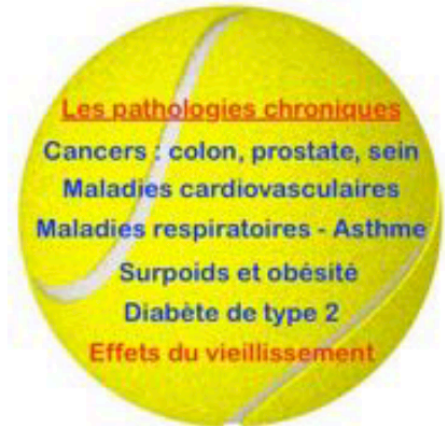 Les pathologies chroniques
Cancers : colon, prostate, sein
Maladies cardiovasculaires
Maladies respiratoires - Asthme
Surpoids et obésité
Diabète de type 2
Effets du vieillissement